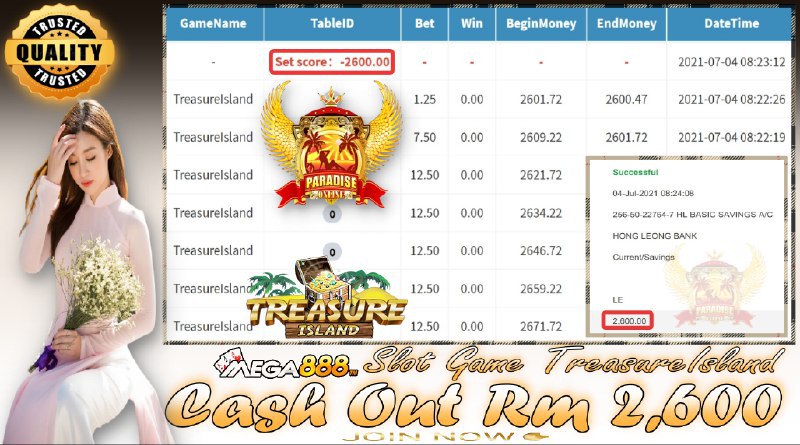 TRUSTED
QUALITY
TRUSTED
GameName TableID Bet Win BeginMoney EndMoney DateTime
- Set score: -2600.00 - - - - 2021-07-04 08:23:12
TreasureIsland 1.25 0.00 2601.72 2600.47 2021-07-04 08:22:26
TreasureIsland 7.50 0.00 2609.22 2601.72 2021-07-04 08:22:19
TreasureIsland 12.50 0.00 2621.72
TreasureIsland 0 12.50 0.00 2634.22
TreasureIsland 0 12.50 0.00 2646.72
TreasureIsland 12.50 0.00 2659.22
TreasureIsland 12.50 0.00 2671.72
PARADISE
ONLINE
TREASURE
ISLAND
Successful
04-Jul-2021 08:24:08
256-50-22764-7 HL BASIC SAVINGS A/C
HONG LEONG BANK
Current/Savings
LE
2,600.00
MEGA888 TM Slot Game TreasureIsland
Cash Out Rm 2,600
JOIN NOW